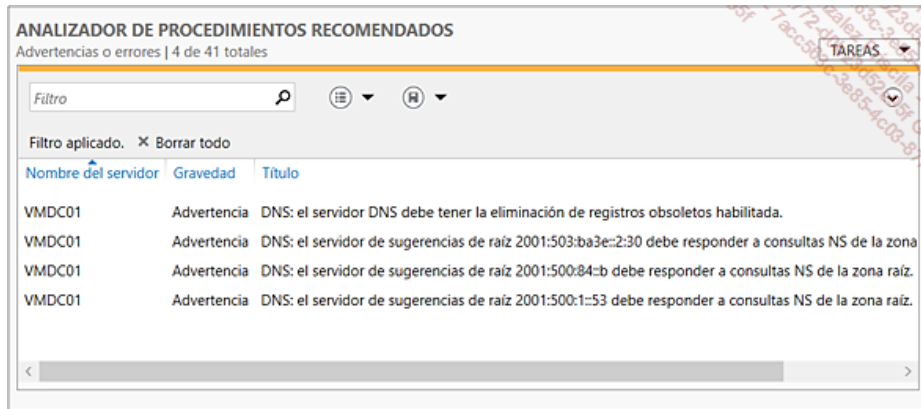 ANALIZADOR DE PROCEDIMIENTOS RECOMENDADOS
Advertencias o errores | 4 de 41 totales
TAREAS
Filtro
Filtro aplicado. × Borrar todo
Nombre del servidor Gravedad Título
VMDC01 Advertencia DNS: el servidor DNS debe tener la eliminación de registros obsoletos habilitada.
VMDC01 Advertencia DNS: el servidor de sugerencias de raíz 2001:503:ba3e::2:30 debe responder a consultas NS de la zona
VMDC01 Advertencia DNS: el servidor de sugerencias de raíz 2001:500:84::b debe responder a consultas NS de la zona raíz.
VMDC01 Advertencia DNS: el servidor de sugerencias de raíz 2001:500:1::53 debe responder a consultas NS de la zona raíz.